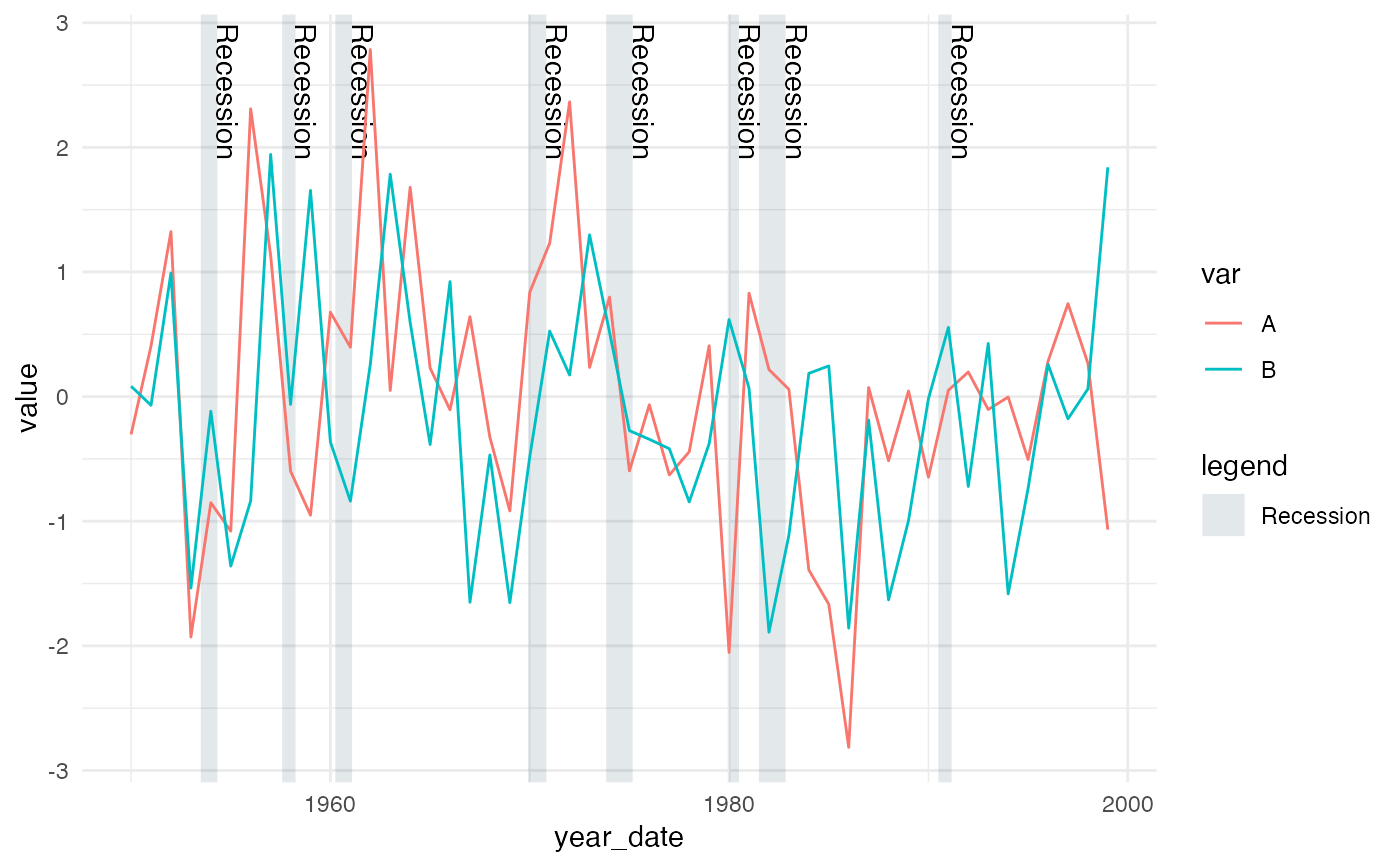 3
2
1
0
-1
-2
-3
value
Recession
Recession
Recession
Recession
Recession
Recession
Recession
Recession
1960
1980
2000
year_date
var
A
B
legend
Recession